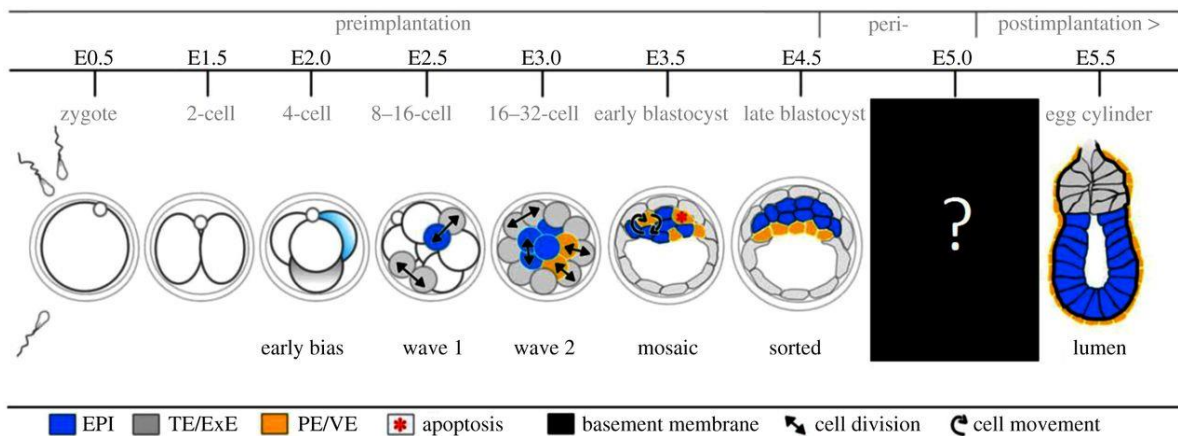 preimplantation peri- postimplantation >
E0.5 E1.5 E2.0 E2.5 E3.0 E3.5 E4.5 E5.0 E5.5
zygote 2-cell 4-cell 8–16-cell 16–32-cell early blastocyst late blastocyst egg cylinder
?
early bias wave 1 wave 2 mosaic sorted lumen
EPI TE/ExE PE/VE apoptosis basement membrane cell division cell movement